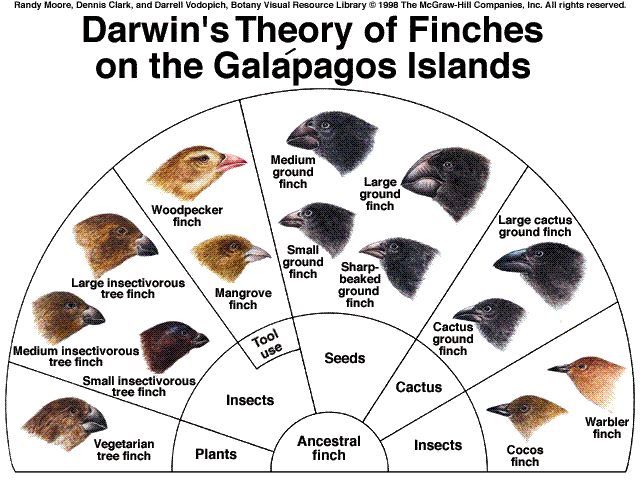 Randy Moore, Dennis Clark, and Darrell Vodopich, Botany Visual Resource Library © 1998 The McGraw-Hill Companies, Inc. All rights reserved.
Darwin's Theory of Finches
on the Galápagos Islands
Medium
ground
finch
Large
ground
finch
Woodpecker
finch
Small
ground
finch
Sharp-
beaked
ground
finch
Mangrove
finch
Large cactus
ground finch
Cactus
ground
finch
Large insectivorous
tree finch
Medium insectivorous
tree finch
Small insectivorous
tree finch
Vegetarian
tree finch
Tool
use
Seeds
Cactus
Insects
Insects
Plants
Ancestral
finch
Warbler
finch
Cocos
finch